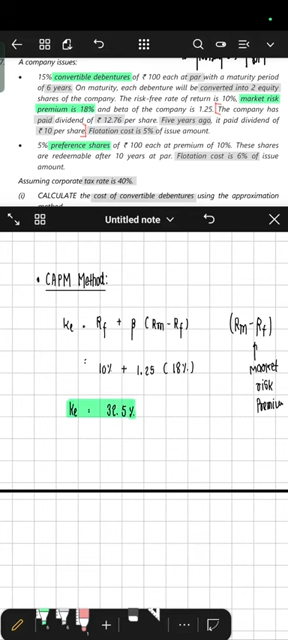 A company issues:
• 15% convertible debentures of ₹ 100 each at par with a maturity period
of 6 years. On maturity, each debenture will be converted into 2 equity
shares of the company. The risk-free rate of return is 10%, market risk
premium is 18% and beta of the company is 1.25. The company has
paid dividend of ₹ 12.76 per share. Five years ago, it paid dividend of
₹ 10 per share. Flotation cost is 5% of issue amount.
• 5% preference shares of ₹ 100 each at premium of 10%. These shares
are redeemable after 10 years at par. Flotation cost is 6% of issue
amount.
Assuming corporate tax rate is 40%.
(i) CALCULATE the cost of convertible debentures using the approximation
Untitled note
• CAPM Method:
Ke = Rf + β (Rm - Rf) (Rm - Rf)
= 10% + 1.25 (18%)
Market
risk
Premium
Ke = 32.5%